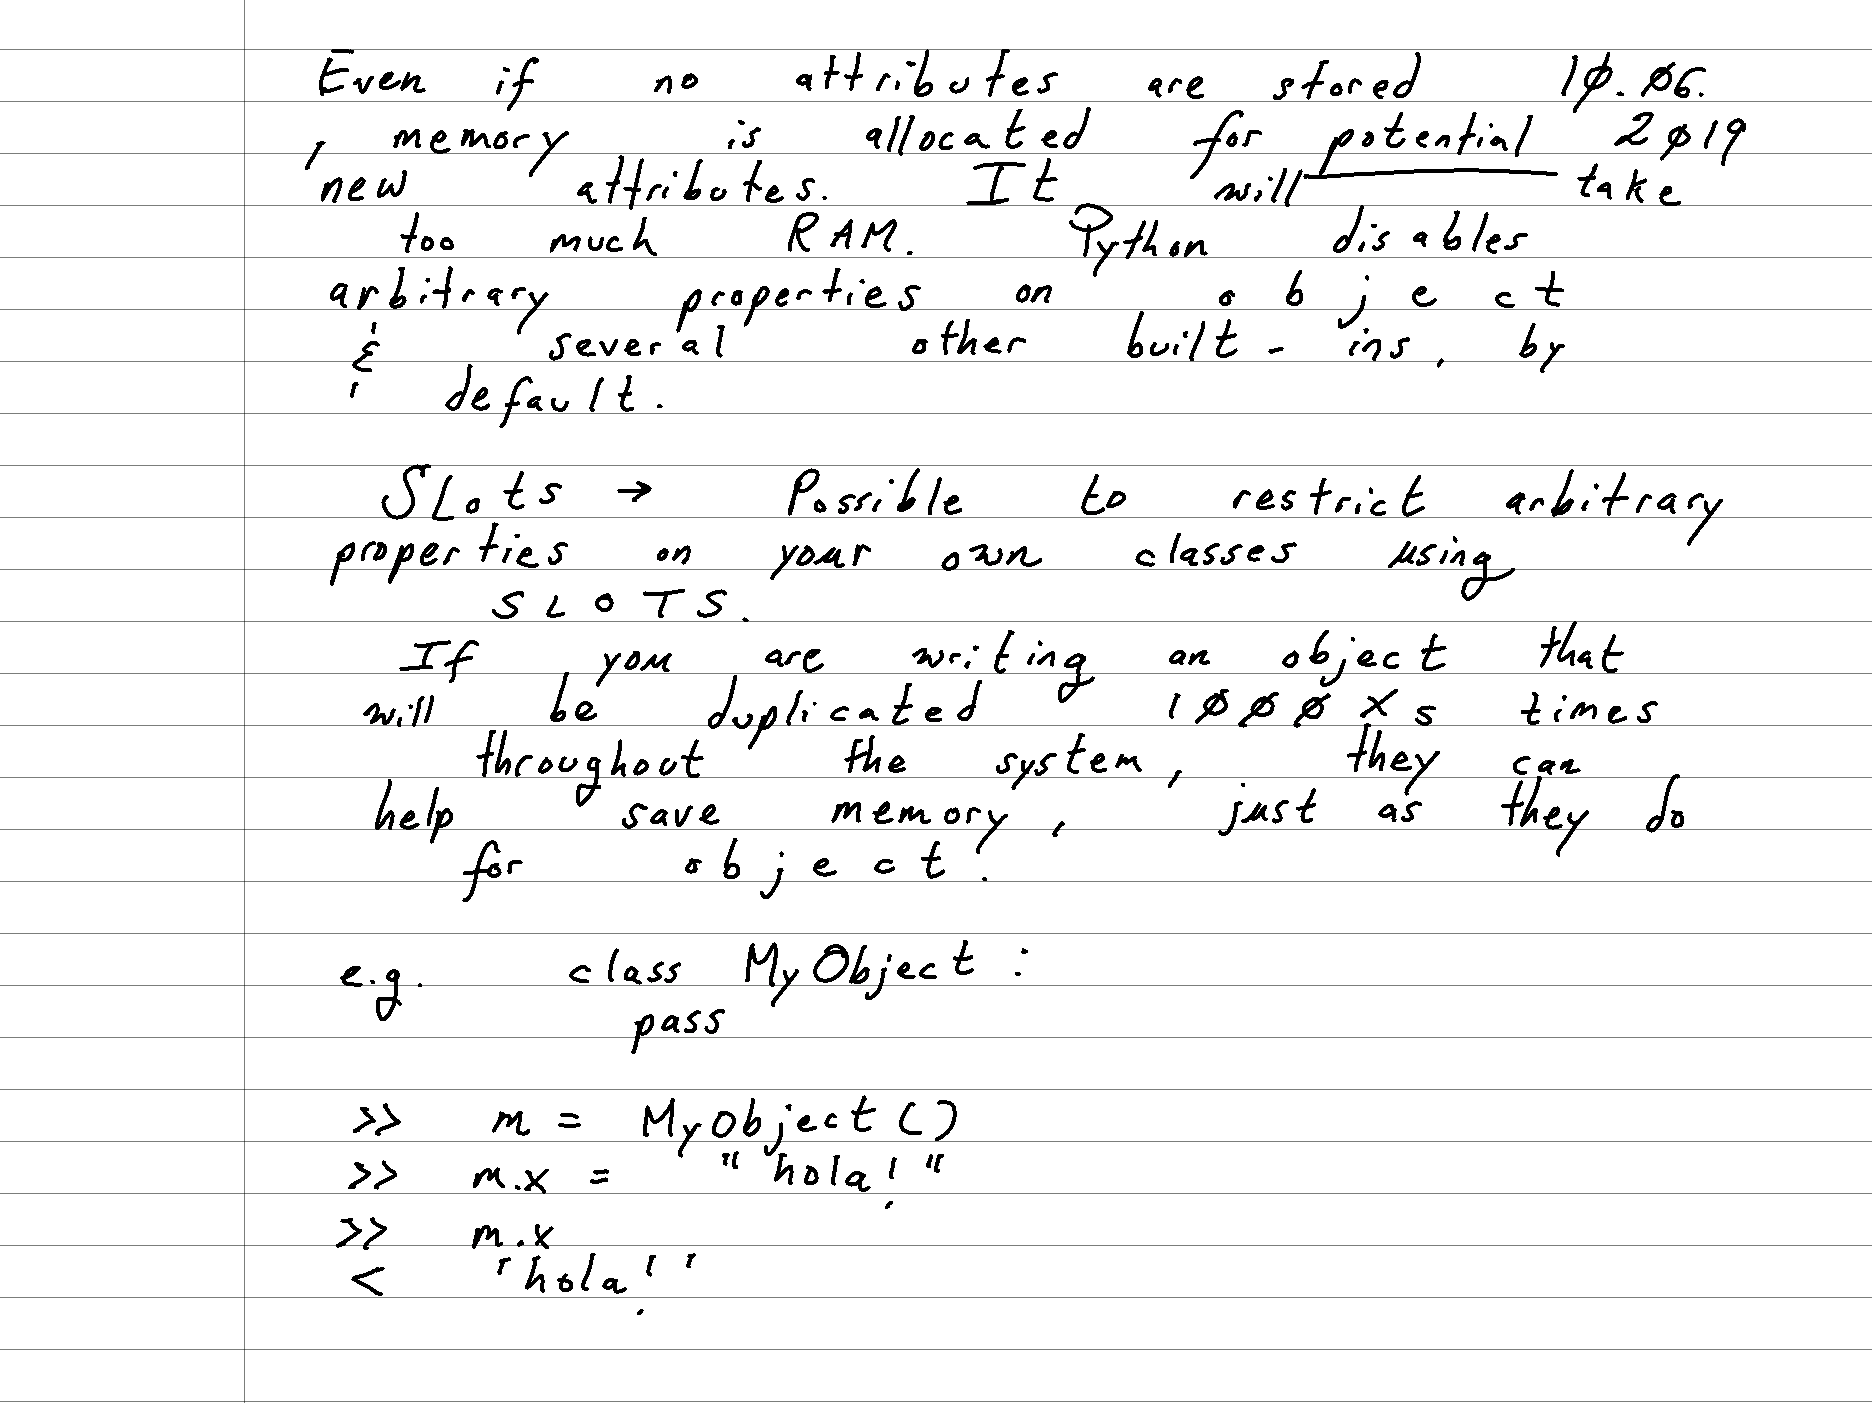 Even if no attributes are stored 10.06.
, memory is allocated for potential 2019
new attributes. It will take
too much RAM. Python disables
arbitrary properties on object
& several other built-ins, by
default.
SLots → Possible to restrict arbitrary
properties on your own classes using
SLOTS.
If you are writing an object that
will be duplicated 1000Xs times
throughout the system, they can
help save memory, just as they do
for object.
e.g. class MyObject:
pass
>> m = MyObject()
>> m.x = "hola!"
>> m.x
< 'hola!'